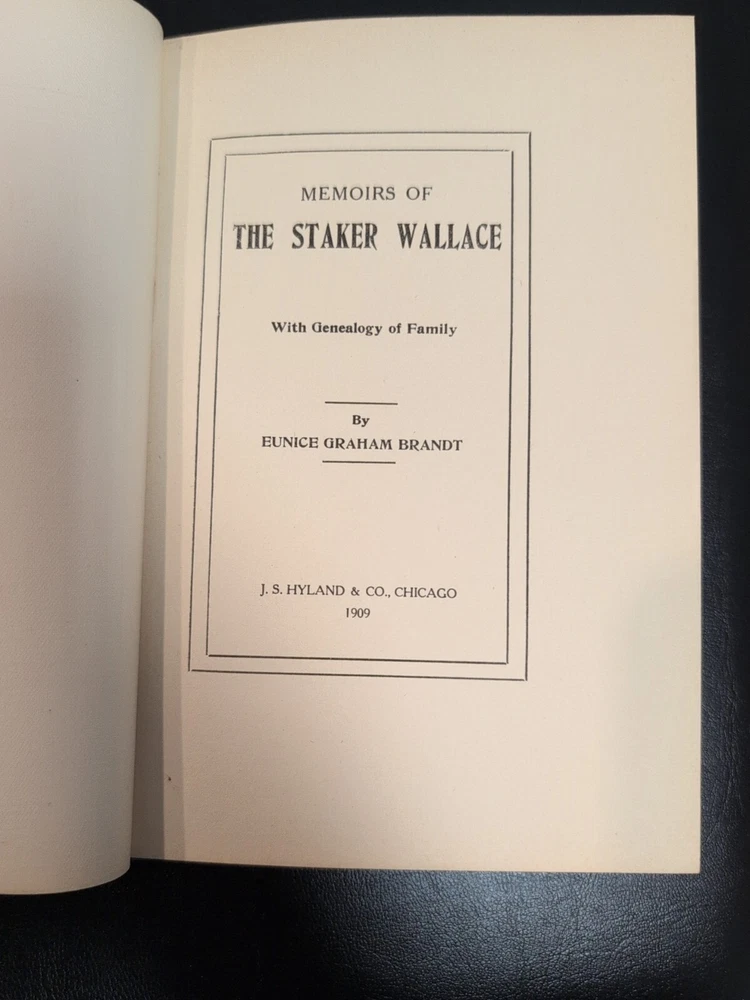 MEMOIRS OF
THE STAKER WALLACE
With Genealogy of Family
By
EUNICE GRAHAM BRANDT
J. S. HYLAND & CO., CHICAGO
1909